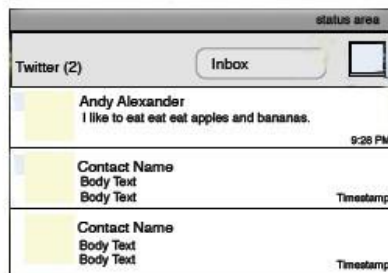 status area
Twitter (2)
Inbox
Andy Alexander
I like to eat eat eat apples and bananas.
9:28 PM
Contact Name
Body Text
Body Text
Timestamp
Contact Name
Body Text
Body Text
Timestamp